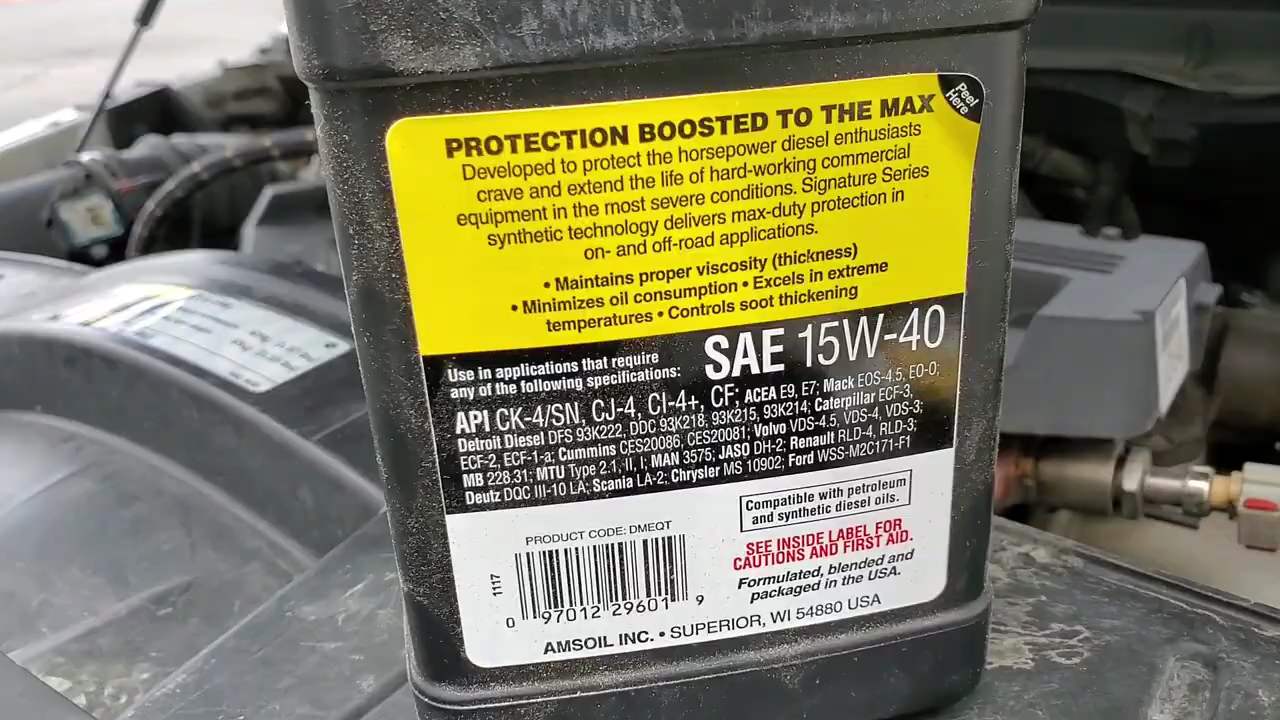 Peel
Here
PROTECTION BOOSTED TO THE MAX
Developed to protect the horsepower diesel enthusiasts
crave and extend the life of hard-working commercial
equipment in the most severe conditions. Signature Series
synthetic technology delivers max-duty protection in
on- and off-road applications.
• Maintains proper viscosity (thickness)
• Minimizes oil consumption • Excels in extreme
temperatures • Controls soot thickening
Use in applications that require
any of the following specifications:
SAE 15W-40
API CK-4/SN, CJ-4, CI-4+, CF; ACEA E9, E7; Mack EOS-4.5, EO-O;
Detroit Diesel DFS 93K222, DDC 93K218, 93K215, 93K214; Caterpillar ECF-3,
ECF-2, ECF-1-a; Cummins CES20086, CES20081; Volvo VDS-4.5, VDS-4, VDS-3;
MB 228.31; MTU Type 2.1, II, I; MAN 3575; JASO DH-2; Renault RLD-4, RLD-3;
Deutz DQC III-10 LA; Scania LA-2; Chrysler MS 10902; Ford WSS-M2C171-F1
Compatible with petroleum
and synthetic diesel oils.
PRODUCT CODE: DMEQT
1117
0 97012 29601 9
SEE INSIDE LABEL FOR
CAUTIONS AND FIRST AID.
Formulated, blended and
packaged in the USA.
AMSOIL INC. • SUPERIOR, WI 54880 USA